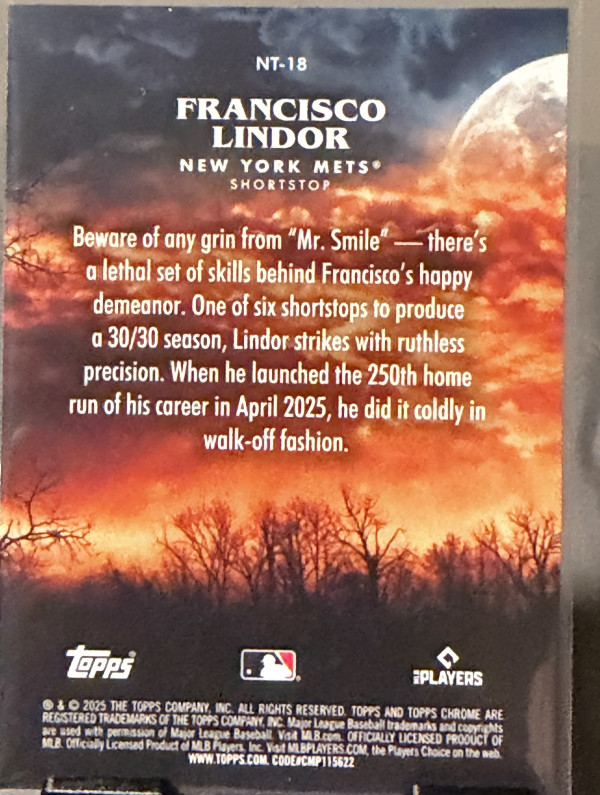 NT-18
FRANCISCO
LINDOR
NEW YORK METS®
SHORTSTOP
Beware of any grin from “Mr. Smile” — there’s
a lethal set of skills behind Francisco’s happy
demeanor. One of six shortstops to produce
a 30/30 season, Lindor strikes with ruthless
precision. When he launched the 250th home
run of his career in April 2025, he did it coldly in
walk-off fashion.
Topps
MLB PLAYERS
® & © 2025 THE TOPPS COMPANY, INC. ALL RIGHTS RESERVED. TOPPS AND TOPPS CHROME ARE
REGISTERED TRADEMARKS OF THE TOPPS COMPANY, INC. Major League Baseball trademarks and copyrights
are used with permission of Major League Baseball. Visit MLB.com. OFFICIALLY LICENSED PRODUCT OF
MLB. Officially Licensed Product of MLB Players, Inc. Visit MLBPLAYERS.COM, the Players Choice on the web.
WWW.TOPPS.COM. CODE#CMP115622